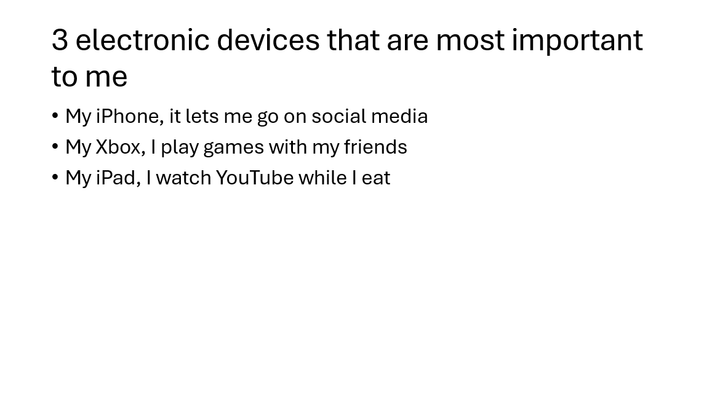 3 electronic devices that are most important
to me
• My iPhone, it lets me go on social media
• My Xbox, I play games with my friends
• My iPad, I watch YouTube while I eat